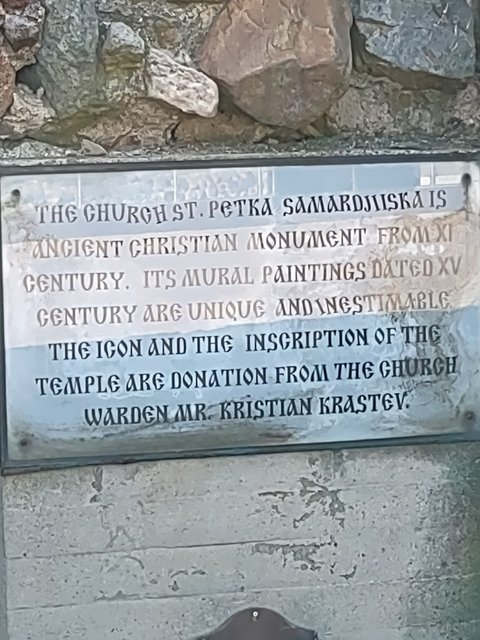 THE CHURCH ST. PETKA SAMARDJIISKA IS
ANCIENT CHRISTIAN MONUMENT FROM XI
CENTURY. ITS MURAL PAINTINGS DATED XV
CENTURY ARE UNIQUE AND INESTIMABLE.
THE ICON AND THE INSCRIPTION OF THE
TEMPLE ARE DONATION FROM THE CHURCH
WARDEN MR. KRISTIAN KRASTEV.